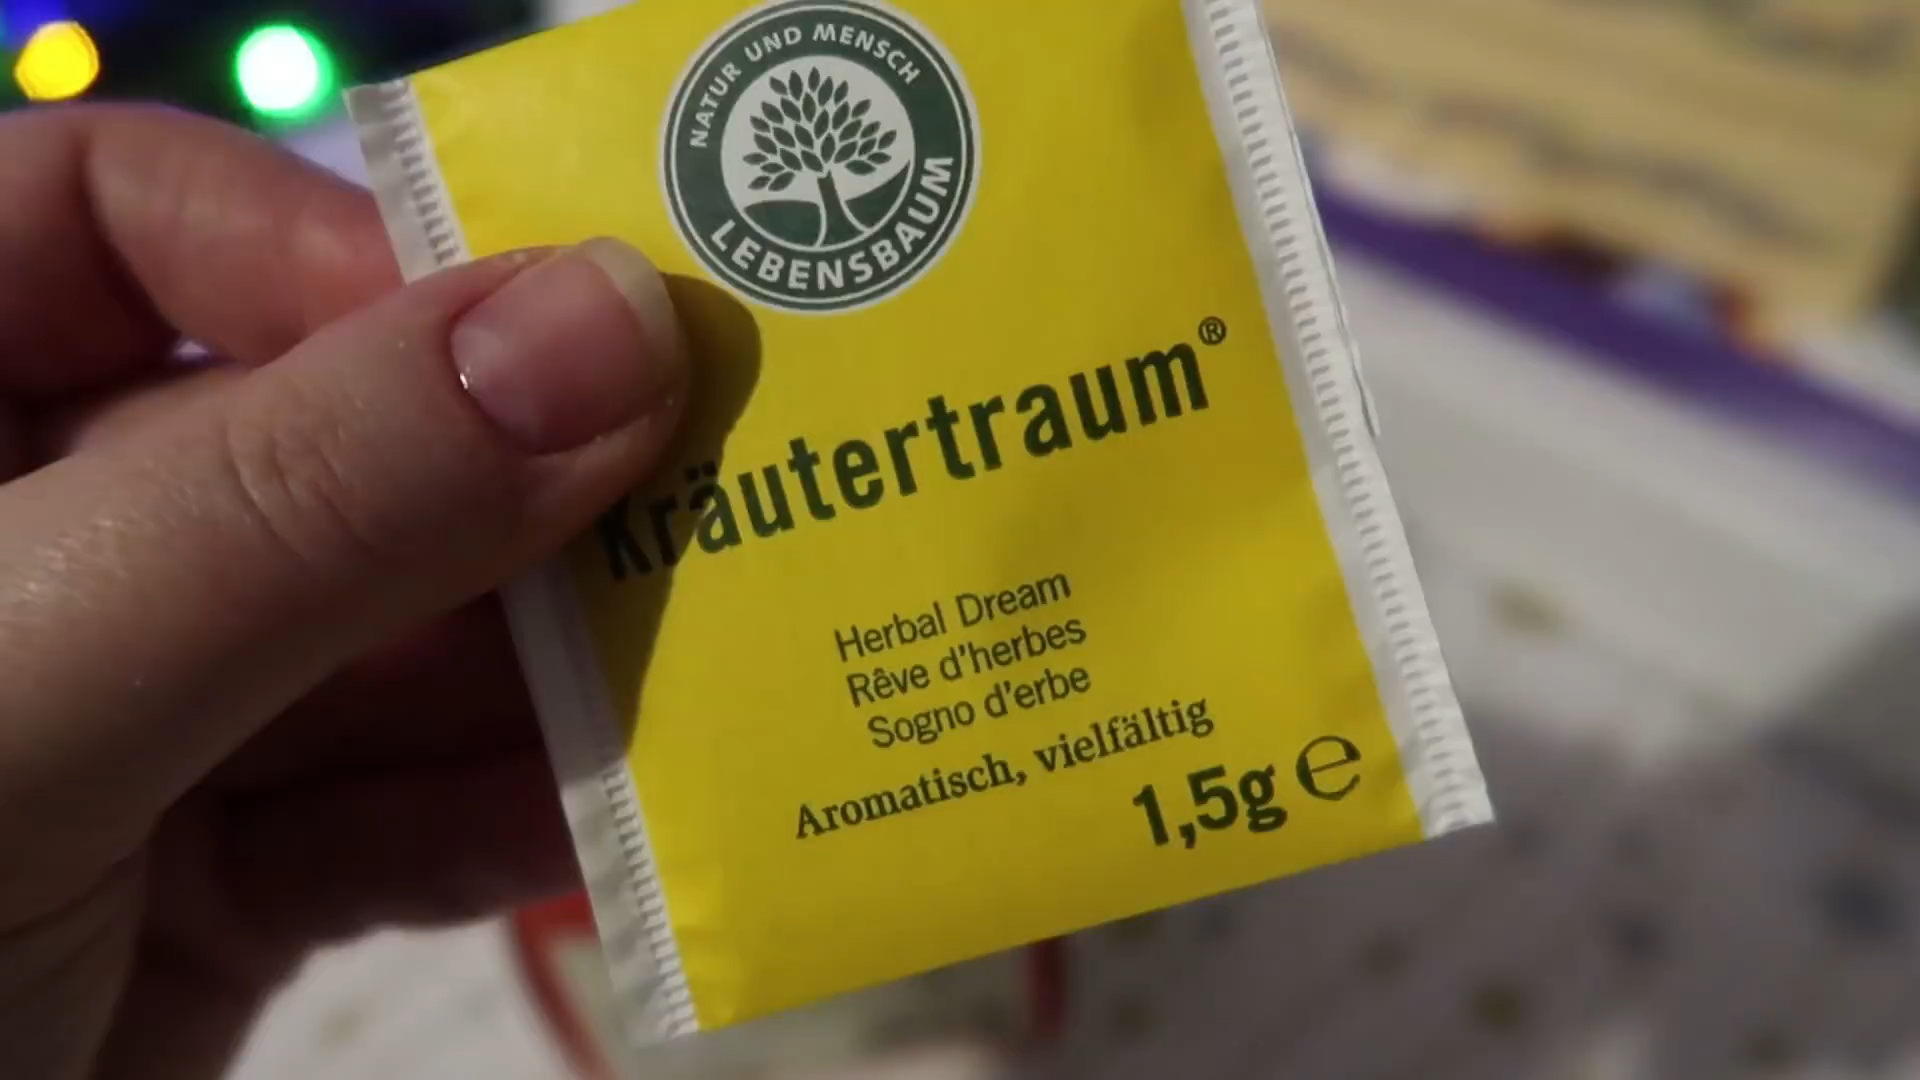 NATUR UND MENSCH
LEBENSBAUM
Kräutertraum®
Herbal Dream
Rêve d'herbes
Sogno d'erbe
Aromatisch, vielfältig
1,5g ℮